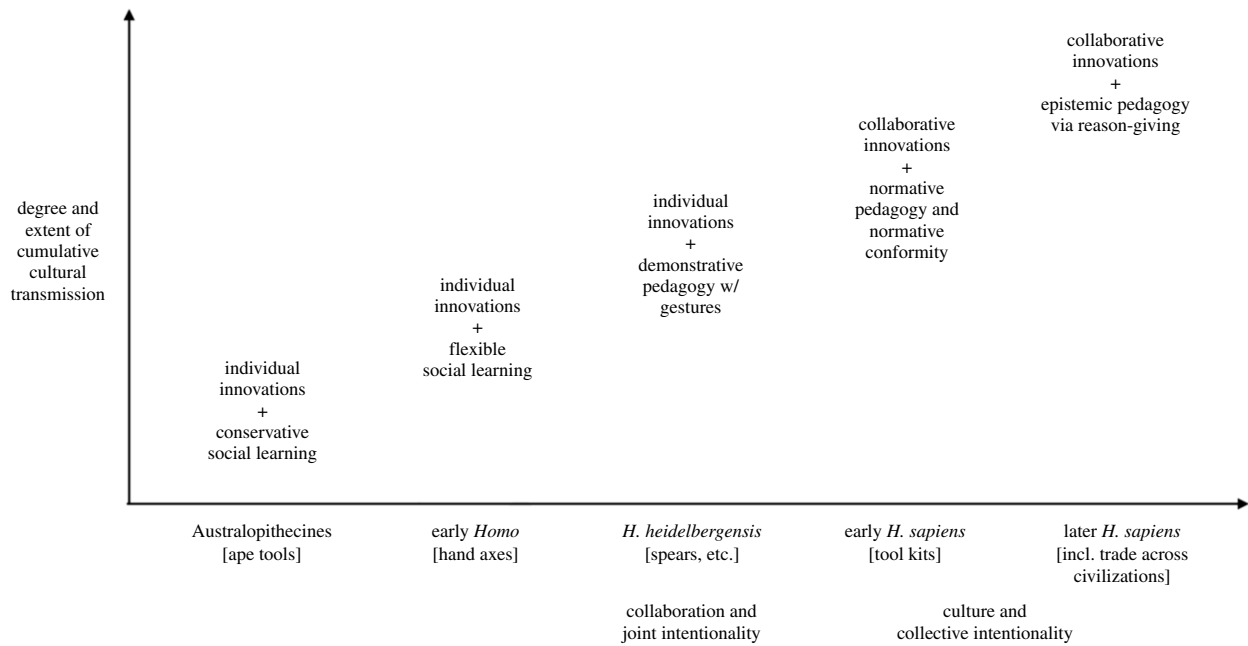 degree and
extent of
cumulative
cultural
transmission
individual
innovations
+
conservative
social learning
individual
innovations
+
flexible
social learning
individual
innovations
+
demonstrative
pedagogy w/
gestures
collaborative
innovations
+
normative
pedagogy and
normative
conformity
collaborative
innovations
+
epistemic pedagogy
via reason-giving
Australopithecines
[ape tools]
early Homo
[hand axes]
H. heidelbergensis
[spears, etc.]
early H. sapiens
[tool kits]
later H. sapiens
[incl. trade across
civilizations]
collaboration and
joint intentionality
culture and
collective intentionality